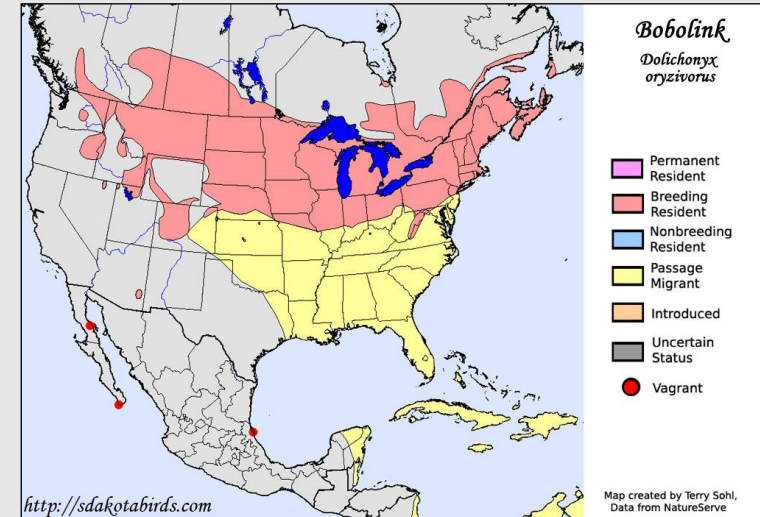 Bobolink
Dolichonyx
oryzivorus
Permanent
Resident
Breeding
Resident
Nonbreeding
Resident
Passage
Migrant
Introduced
Uncertain
Status
Vagrant
http://sdakotabirds.com
Map created by Terry Sohl,
Data from NatureServe